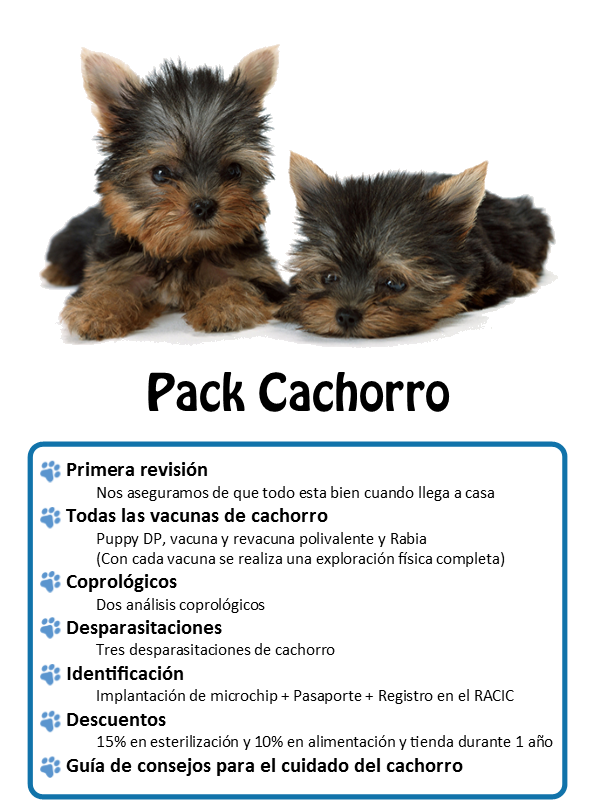 Pack Cachorro
Primera revisión
Nos aseguramos de que todo esta bien cuando llega a casa
Todas las vacunas de cachorro
Puppy DP, vacuna y revacuna polivalente y Rabia
(Con cada vacuna se realiza una exploración física completa)
Coprológicos
Dos análisis coprológicos
Desparasitaciones
Tres desparasitaciones de cachorro
Identificación
Implantación de microchip + Pasaporte + Registro en el RACIC
Descuentos
15% en esterilización y 10% en alimentación y tienda durante 1 año
Guía de consejos para el cuidado del cachorro